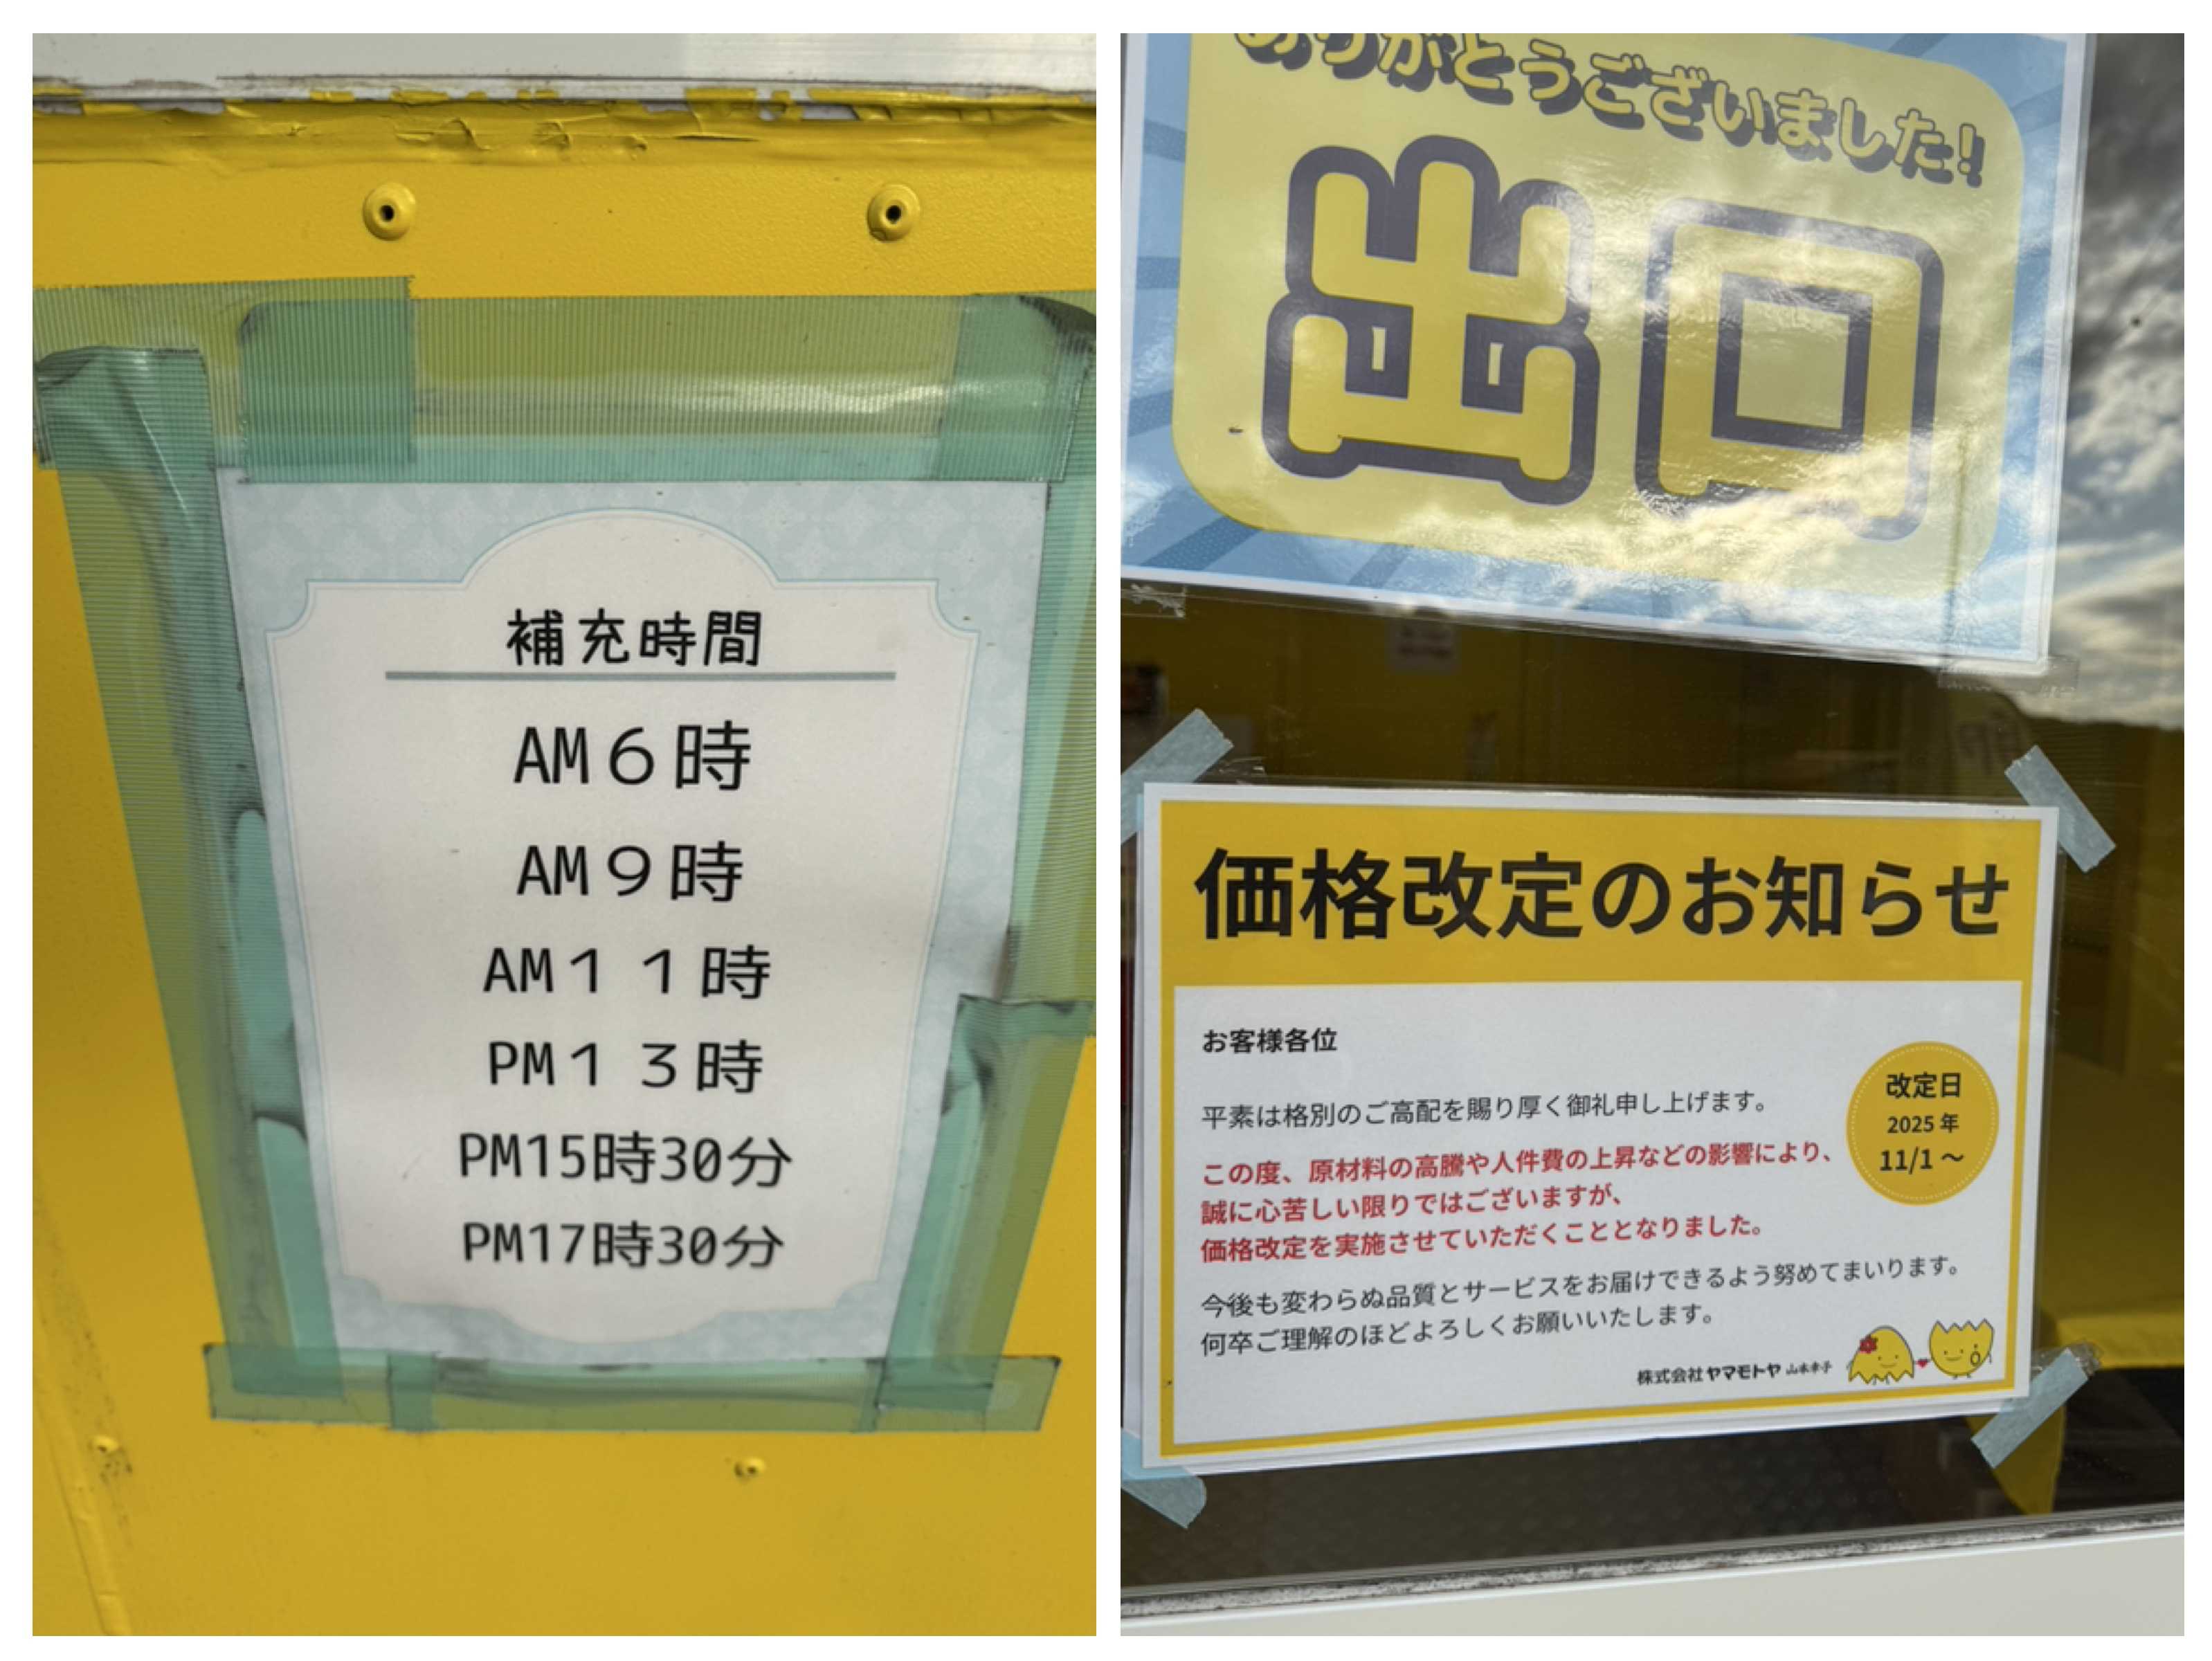 補充時間
AM6時
AM9時
AM11時
PM13時
PM15時30分
PM17時30分
ありがとうございました!
出口
価格改定のお知らせ
お客様各位
平素は格別のご高配を賜り厚く御礼申し上げます。
この度、原材料の高騰や人件費の上昇などの影響により、
誠に心苦しい限りではございますが、
価格改定を実施させていただくこととなりました。
今後も変わらぬ品質とサービスをお届けできるよう努めてまいります。
何卒ご理解のほどよろしくお願いいたします。
改定日
2025年
11/1〜
株式会社ヤマモトヤ 山本幸子